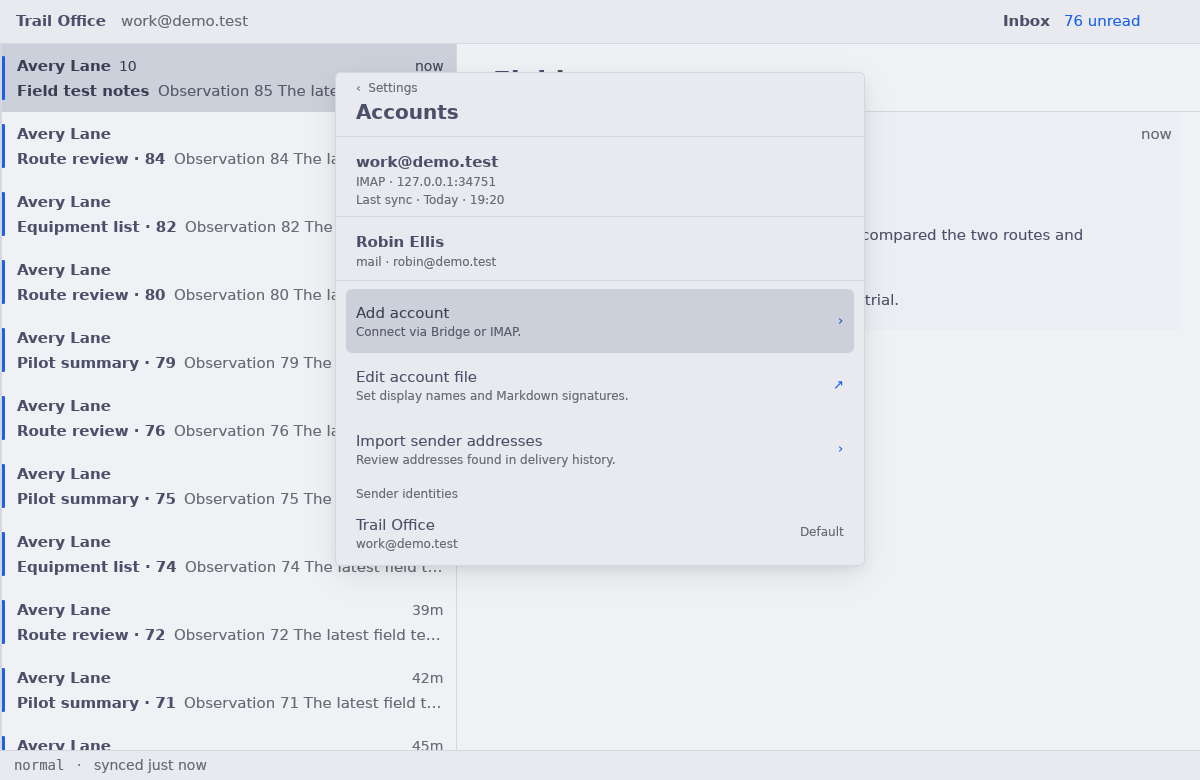 Trail Office work@demo.test
Inbox 76 unread
Avery Lane 10 now
Field test notes Observation 85 The late
Avery Lane
Route review · 84 Observation 84 The la
Avery Lane
Equipment list · 82 Observation 82 The
Avery Lane
Route review · 80 Observation 80 The la
Avery Lane
Pilot summary · 79 Observation 79 The
Avery Lane
Route review · 76 Observation 76 The la
Avery Lane
Pilot summary · 75 Observation 75 The
Avery Lane
Equipment list · 74 Observation 74 The latest field t…
Avery Lane 39m
Route review · 72 Observation 72 The latest field te…
Avery Lane 42m
Pilot summary · 71 Observation 71 The latest field t…
Avery Lane 45m
‹ Settings
Accounts
work@demo.test
IMAP · 127.0.0.1:34751
Last sync · Today · 19:20
Robin Ellis
mail · robin@demo.test
Add account ›
Connect via Bridge or IMAP.
Edit account file ↗
Set display names and Markdown signatures.
Import sender addresses ›
Review addresses found in delivery history.
Sender identities
Trail Office Default
work@demo.test
now
compared the two routes and
trial.
normal · synced just now